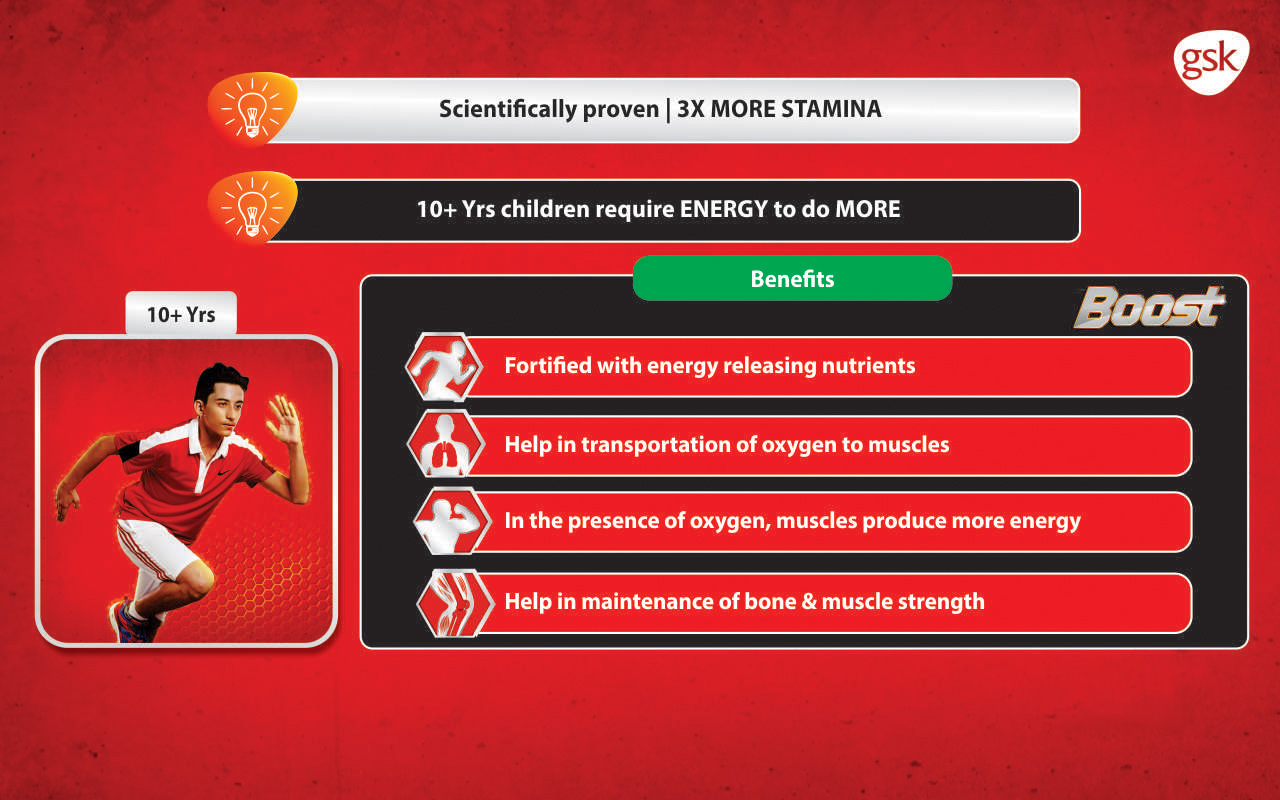 gsk
Scientifically proven | 3X MORE STAMINA
10+ Yrs children require ENERGY to do MORE
Benefits
Boost
10+ Yrs
Fortified with energy releasing nutrients
Help in transportation of oxygen to muscles
In the presence of oxygen, muscles produce more energy
Help in maintenance of bone & muscle strength